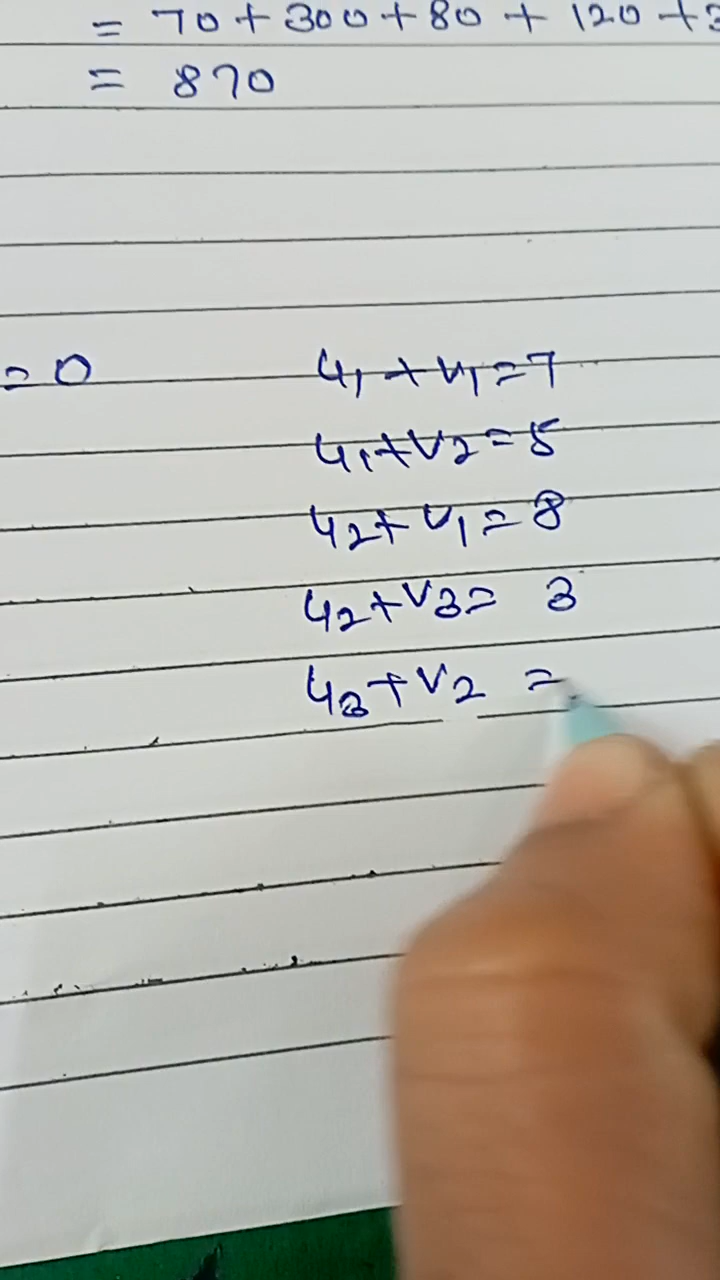 = 70 + 300 + 80 + 120 + 3
= 870
= 0 u₁ + v₁ = 7
u₁ + v₂ = 5
u₂ + v₁ = 8
u₂ + v₃ = 3
u₃ + v₂ =